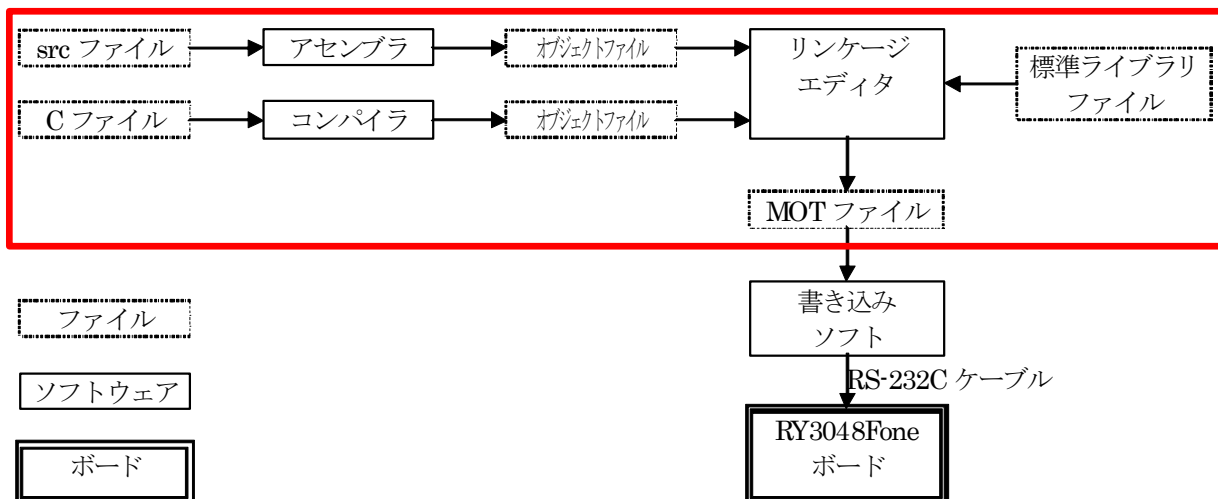 src ファイル
アセンブラ
オブジェクトファイル
リンケージ
エディタ
標準ライブラリ
ファイル
C ファイル
コンパイラ
オブジェクトファイル
MOT ファイル
書き込み
ソフト
RS-232C ケーブル
RY3048Fone
ボード
ファイル
ソフトウェア
ボード